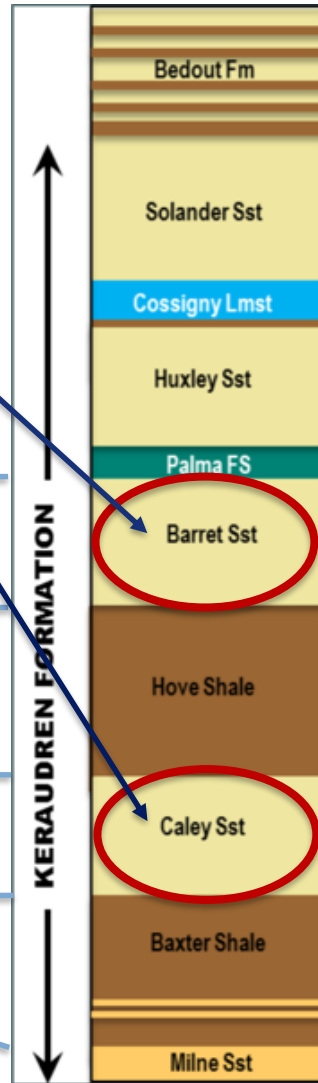 Bedout Fm
Solander Sst
Cossigny Lmst
Huxley Sst
Palma FS
Barret Sst
Hove Shale
Caley Sst
Baxter Shale
Milne Sst
KERAUDREN FORMATION